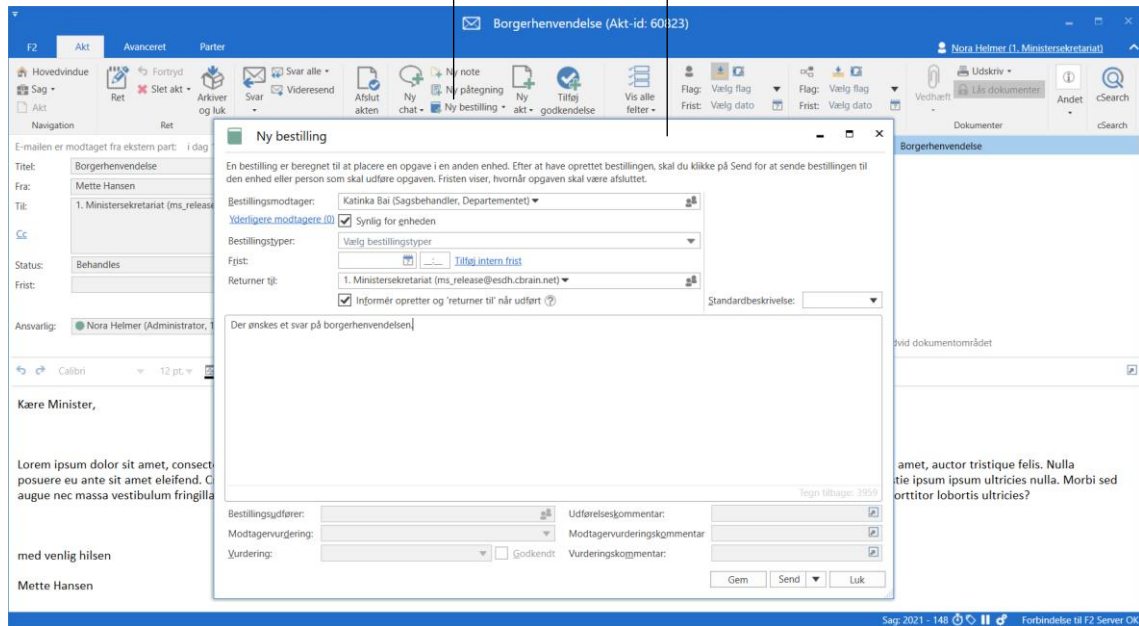 Borgerhenvendelse (Akt-id: 60823)
F2 Akt Avanceret Parter Nora Helmer (1. Ministersekretariat)
Hovedvindue
Sag
Akt
Navigation
Ret
Fortryd
Slet akt
Arkiver og luk
Ret
Svar
Svar alle
Videresend
Afslut akten
Ny chat
Ny note
Ny påtegning
Ny bestilling
Ny akt
Tilføj godkendelse
Vis alle felter
Flag: Vælg flag
Frist: Vælg dato
Flag: Vælg flag
Frist: Vælg dato
Vedhæft
Udskriv
Lås dokumenter
Dokumenter
Andet
cSearch
cSearch
E-mailen er modtaget fra ekstern part: i dag
Borgerhenvendelse
Titel: Borgerhenvendelse
Fra: Mette Hansen
Til: 1. Ministersekretariat (ms_release
Cc
Status: Behandles
Frist:
Ansvarlig: Nora Helmer (Administrator, 1
dvid dokumentområdet
Calibri 12 pt.
Kære Minister,
Lorem ipsum dolor sit amet, consect
amet, auctor tristique felis. Nulla
posuere eu ante sit amet eleifend. C
tie ipsum ipsum ultricies nulla. Morbi sed
augue nec massa vestibulum fringilla
orttitor lobortis ultricies?
med venlig hilsen
Mette Hansen
Ny bestilling
En bestilling er beregnet til at placere en opgave i en anden enhed. Efter at have oprettet bestillingen, skal du klikke på Send for at sende bestillingen til
den enhed eller person som skal udføre opgaven. Fristen viser, hvornår opgaven skal være afsluttet.
Bestillingsmodtager: Katinka Bai (Sagsbehandler, Departementet)
Yderligere modtagere (0) Synlig for enheden
Bestillingstyper: Vælg bestillingstyper
Frist: __:__ Tilføj intern frist
Returner til: 1. Ministersekretariat (ms_release@esdh.cbrain.net)
Informér opretter og 'returner til' når udført Standardbeskrivelse:
Der ønskes et svar på borgerhenvendelsen.
Tegn tilbage: 3959
Bestillingsudfører: Udførelseskommentar:
Modtagervurdering: Modtagervurderingskommentar
Vurdering: Godkendt Vurderingskommentar:
Gem Send Luk
Sag: 2021 - 148 Forbindelse til F2 Server OK